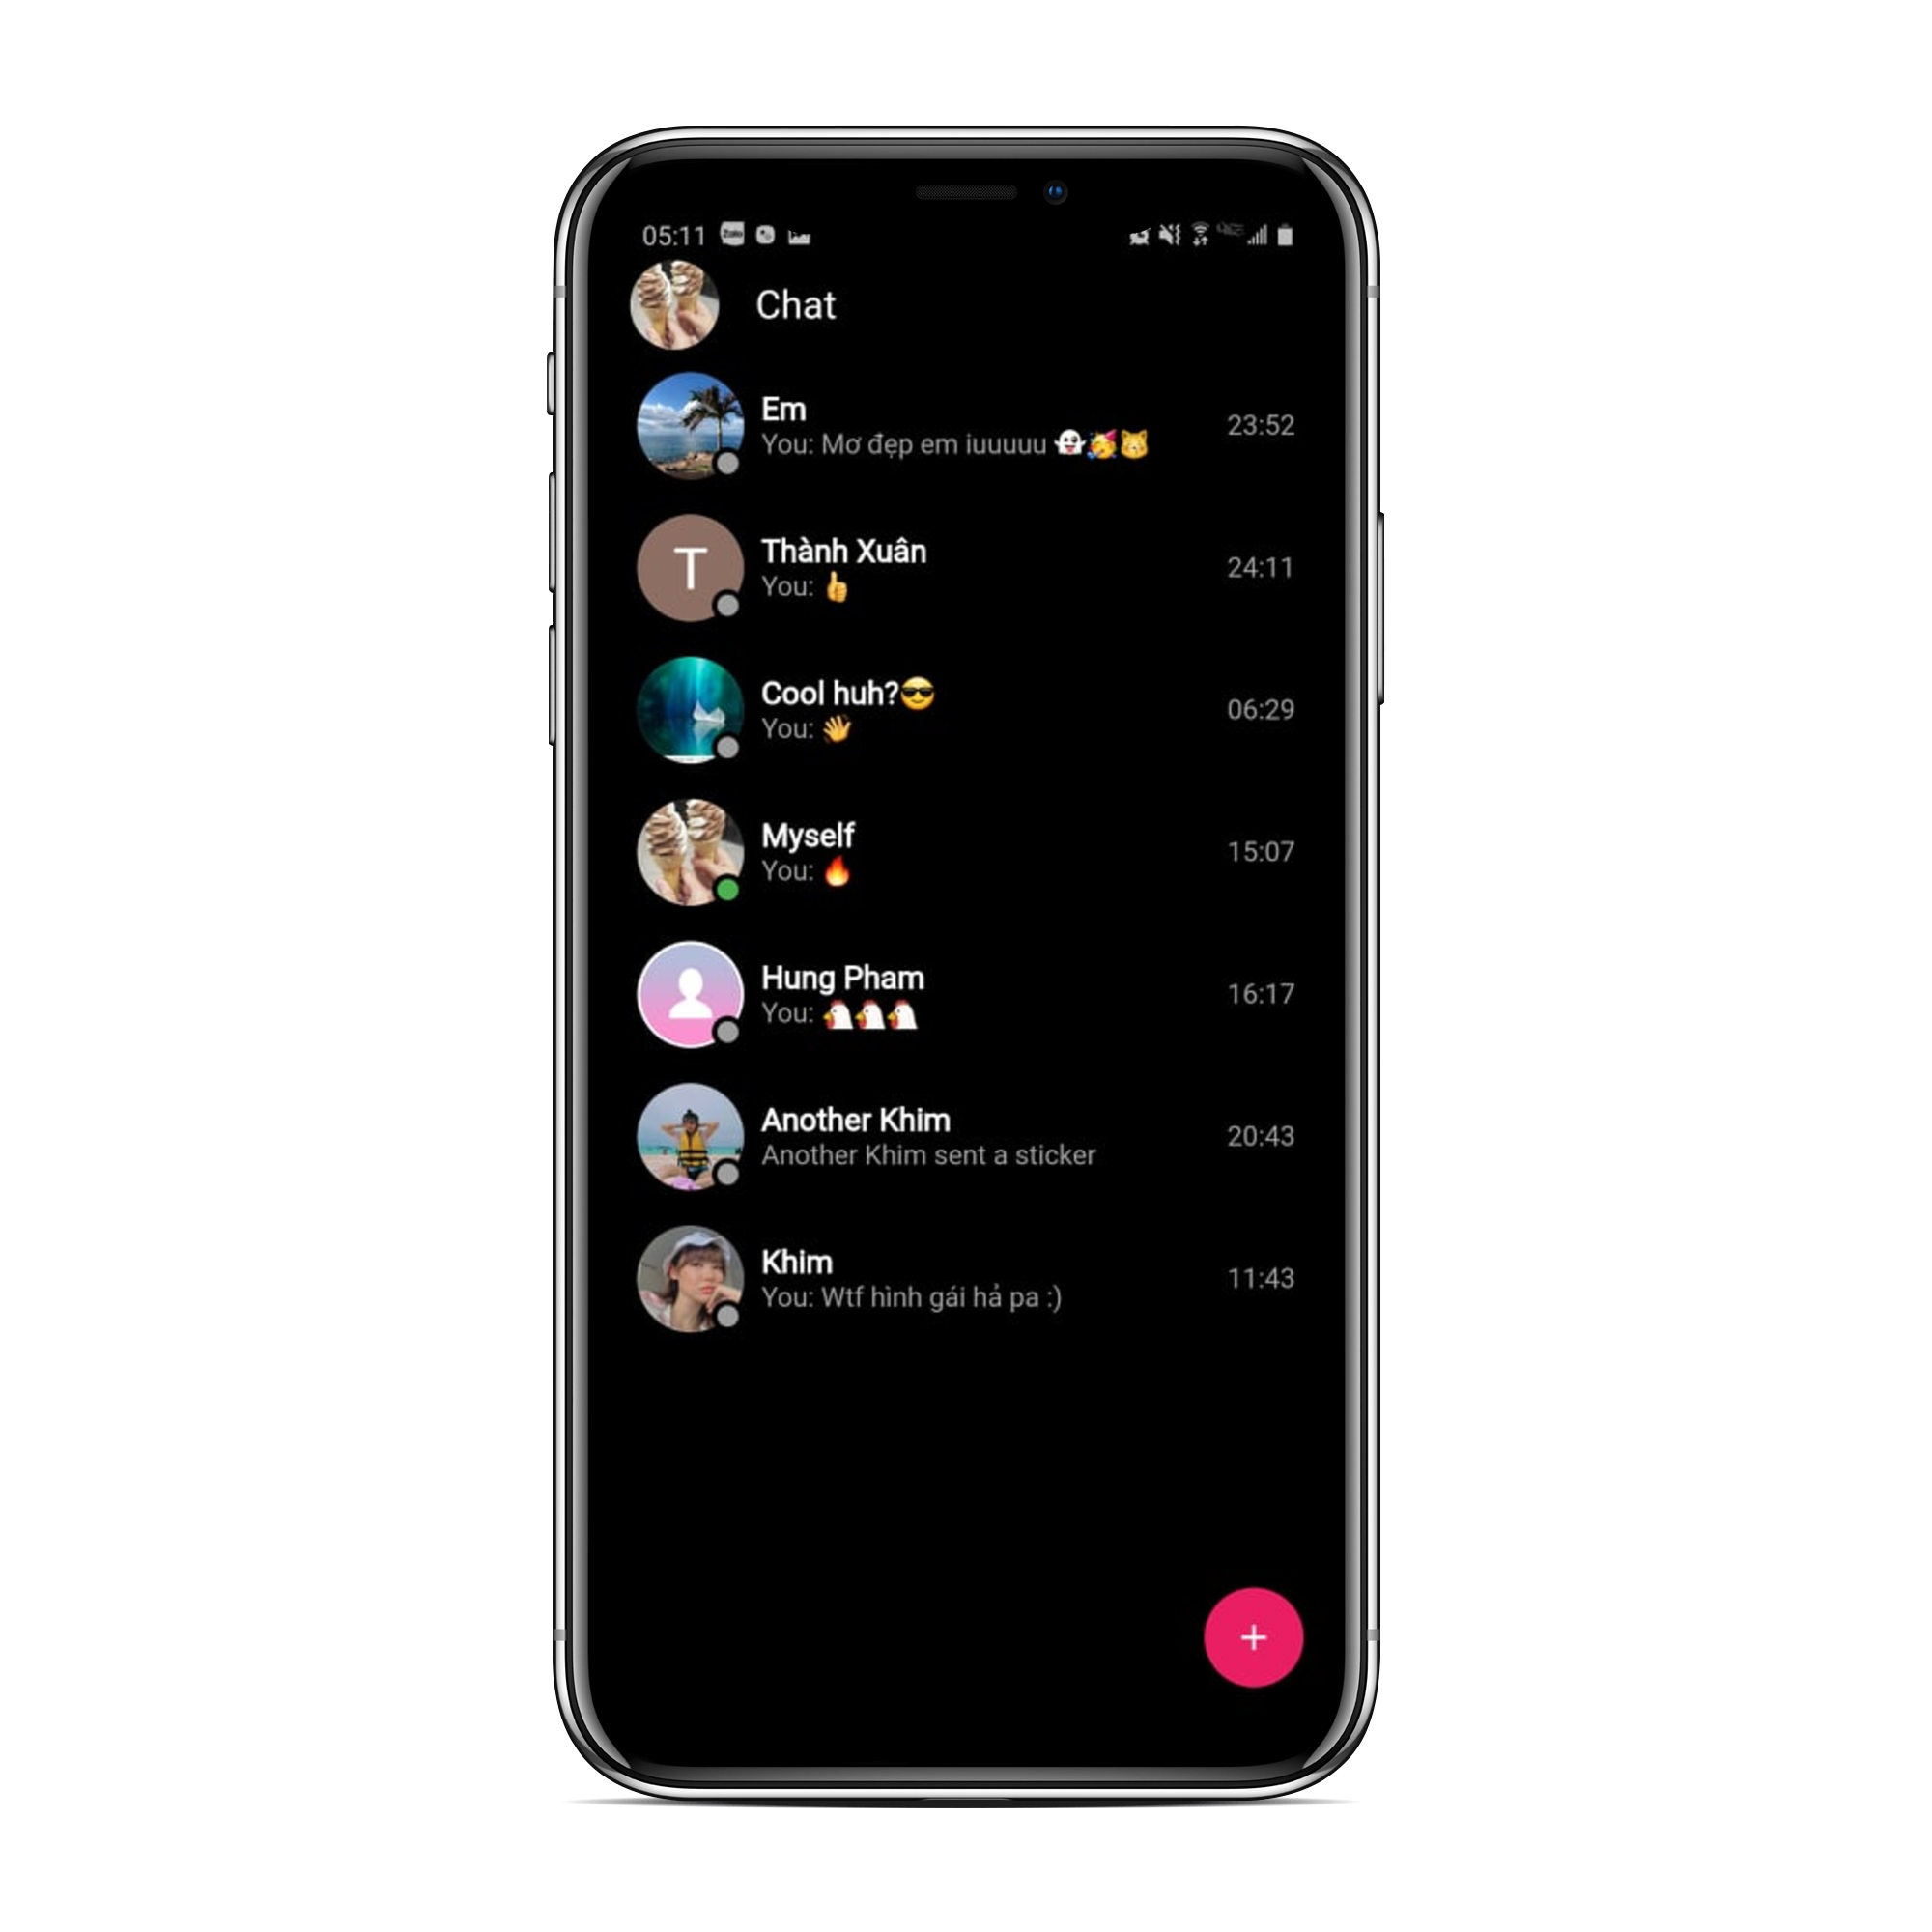 05:11
Chat
Em
You: Mơ đẹp em iuuuuu 👻🥳😺
23:52
T
Thành Xuân
You: 👍
24:11
Cool huh?😎
You: 👋
06:29
Myself
You: 🔥
15:07
Hung Pham
You: 🐔🐔🐔
16:17
Another Khim
Another Khim sent a sticker
20:43
Khim
You: Wtf hình gái hả pa :)
11:43
+